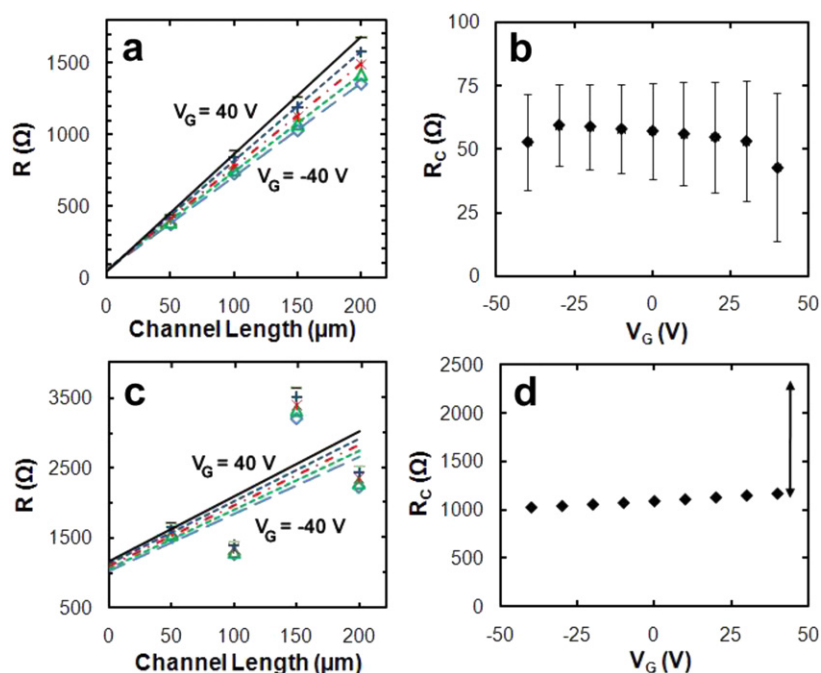 a
1500
1000
500
0
R (Ω)
V_G = 40 V
V_G = -40 V
0 50 100 150 200
Channel Length (μm)
b
100
75
50
25
0
R_C (Ω)
-50 -25 0 25 50
V_G (V)
c
3500
2500
1500
500
R (Ω)
V_G = 40 V
V_G = -40 V
0 50 100 150 200
Channel Length (μm)
d
2500
2000
1500
1000
500
0
R_C (Ω)
-50 -25 0 25 50
V_G (V)